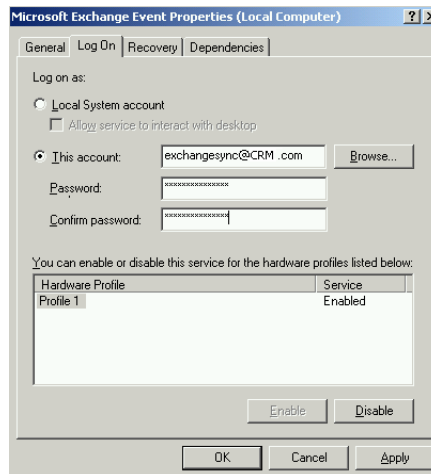 Microsoft Exchange Event Properties (Local Computer)
General Log On Recovery Dependencies
Log on as:
Local System account
Allow service to interact with desktop
This account: exchangesync@CRM .com Browse...
Password: xxxxxxxxxxxxxxx
Confirm password: xxxxxxxxxxxxxxx
You can enable or disable this service for the hardware profiles listed below:
Hardware Profile Service
Profile 1 Enabled
Enable Disable
OK Cancel Apply